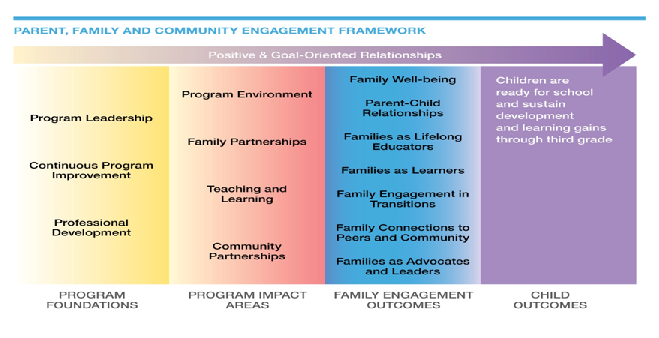 PARENT, FAMILY AND COMMUNITY ENGAGEMENT FRAMEWORK
Positive & Goal-Oriented Relationships
Program Leadership
Continuous Program
Improvement
Professional
Development
PROGRAM
FOUNDATIONS
Program Environment
Family Partnerships
Teaching and
Learning
Community
Partnerships
PROGRAM IMPACT
AREAS
Family Well-being
Parent-Child
Relationships
Families as Lifelong
Educators
Families as Learners
Family Engagement in
Transitions
Family Connections to
Peers and Community
Families as Advocates
and Leaders
FAMILY ENGAGEMENT
OUTCOMES
Children are
ready for school
and sustain
development
and learning gains
through third grade
CHILD
OUTCOMES